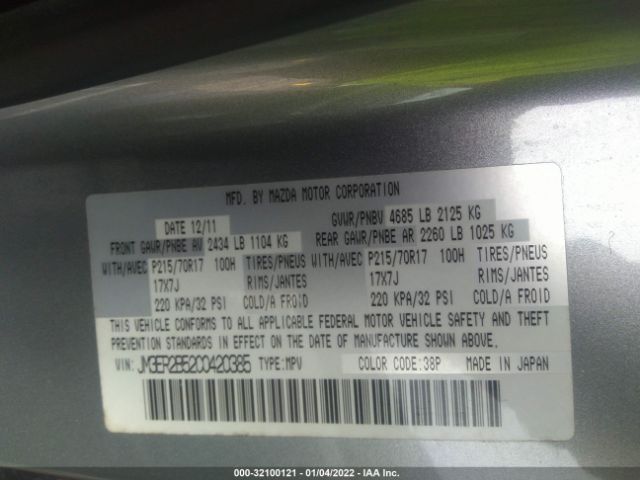 MFD. BY MAZDA MOTOR CORPORATION
DATE 12/11 GVWR/PNBV 4685 LB 2125 KG
FRONT GAWR/PNBE AV 2434 LB 1104 KG REAR GAWR/PNBE AR 2260 LB 1025 KG
WITH/AVEC P215/70R17 100H TIRES/PNEUS WITH/AVEC P215/70R17 100H TIRES/PNEUS
17X7J RIMS/JANTES 17X7J RIMS/JANTES
220 KPA/32 PSI COLD/A FROID 220 KPA/32 PSI COLD/A FROID
THIS VEHICLE CONFORMS TO ALL APPLICABLE FEDERAL MOTOR VEHICLE SAFETY AND THEFT
PREVENTION STANDARDS IN EFFECT ON THE DATE OF MANUFACTURE SHOWN ABOVE.
VIN: JM3ER2B52C0420385 TYPE:MPV COLOR CODE:38P MADE IN JAPAN
000-32100121 - 01/04/2022 - IAA Inc.